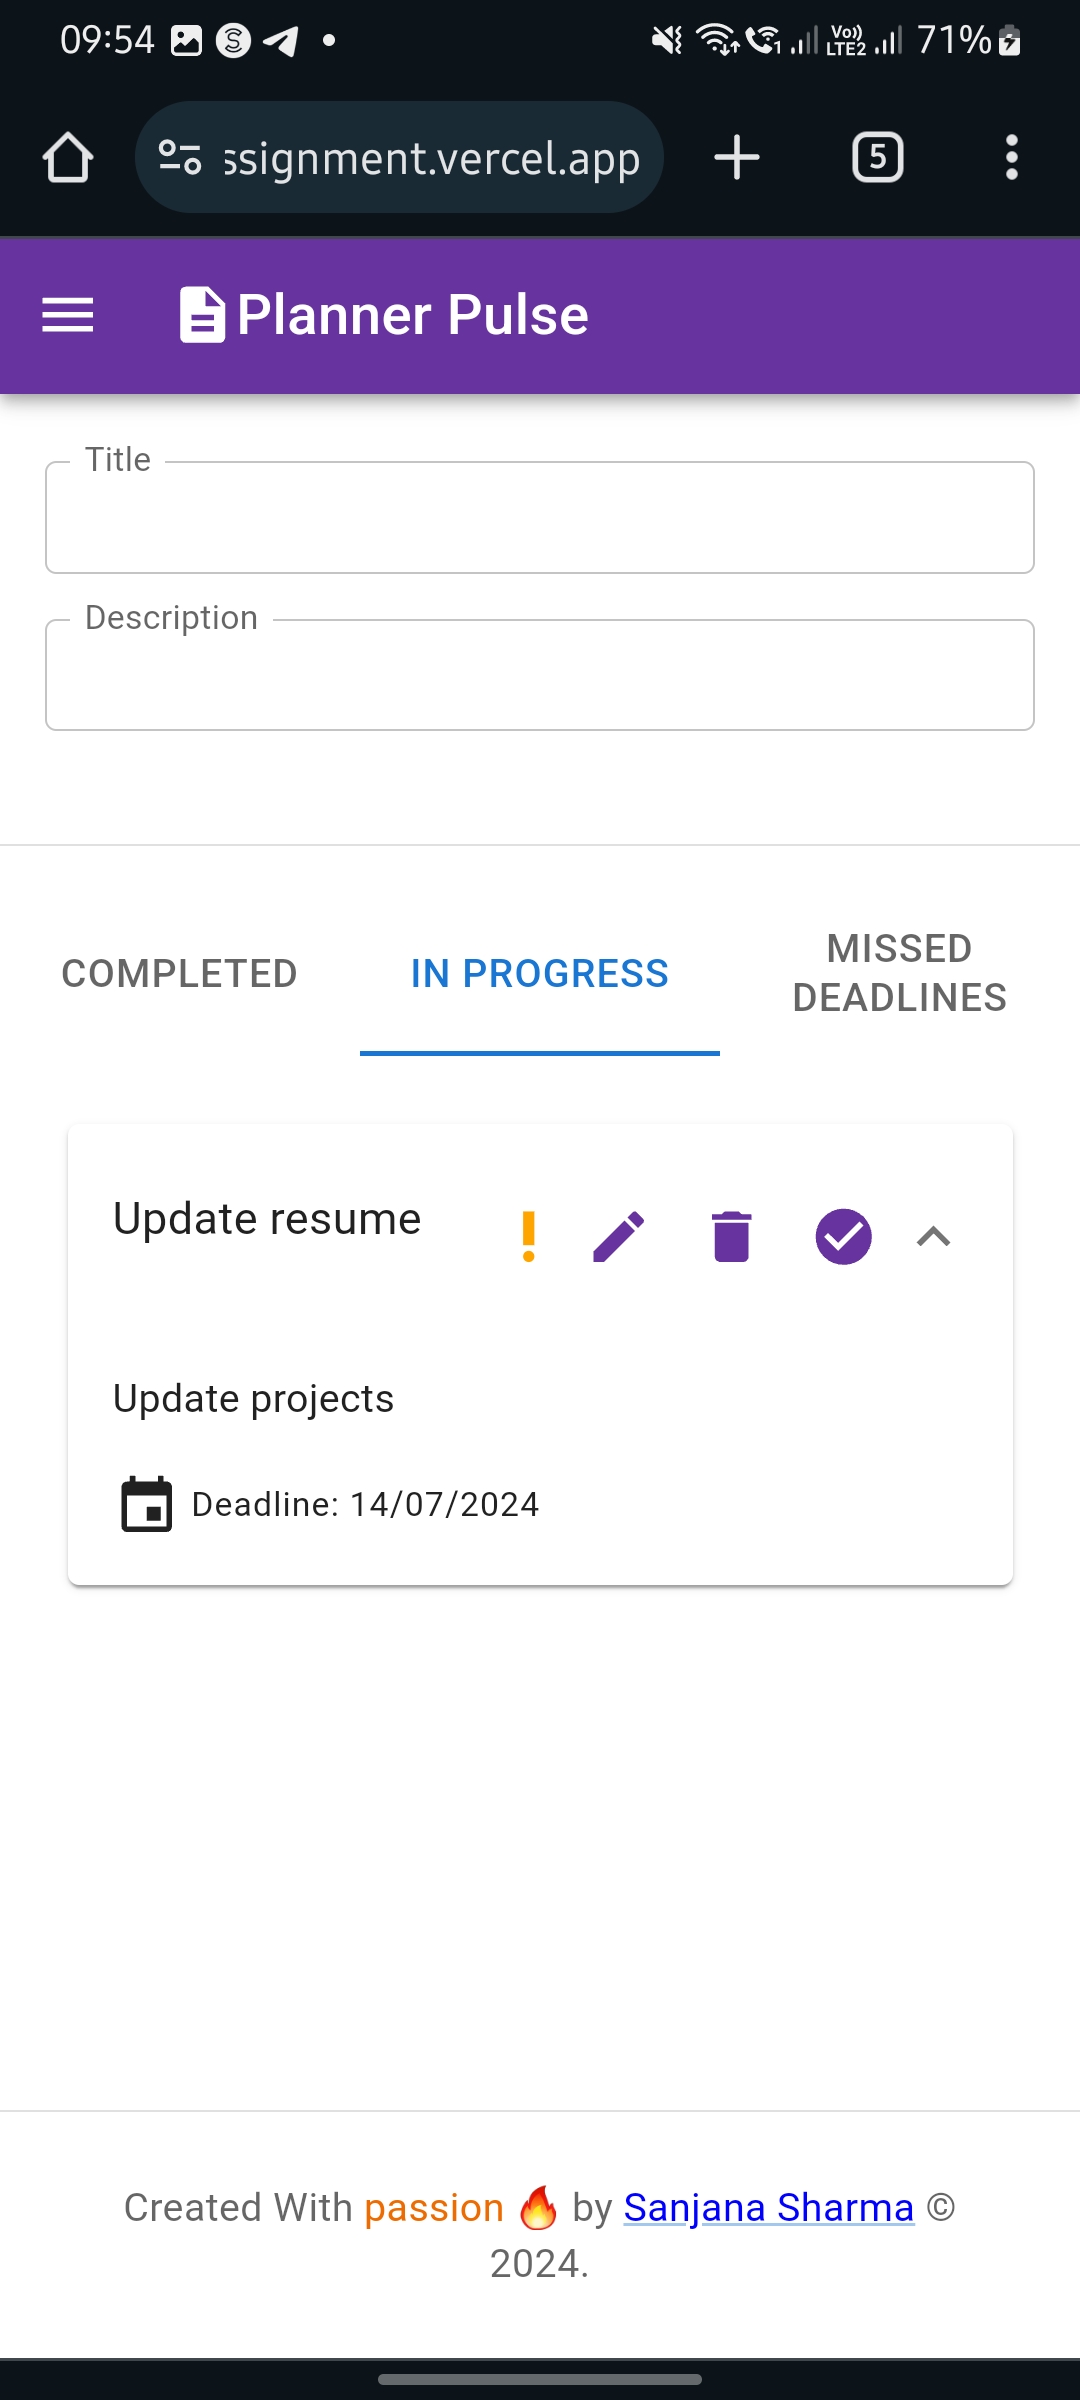 09:54
Vo))
LTE2
71%
ssignment.vercel.app
5
Planner Pulse
Title
Description
COMPLETED
IN PROGRESS
MISSED
DEADLINES
Update resume
Update projects
Deadline: 14/07/2024
Created With passion 🔥 by Sanjana Sharma ©
2024.